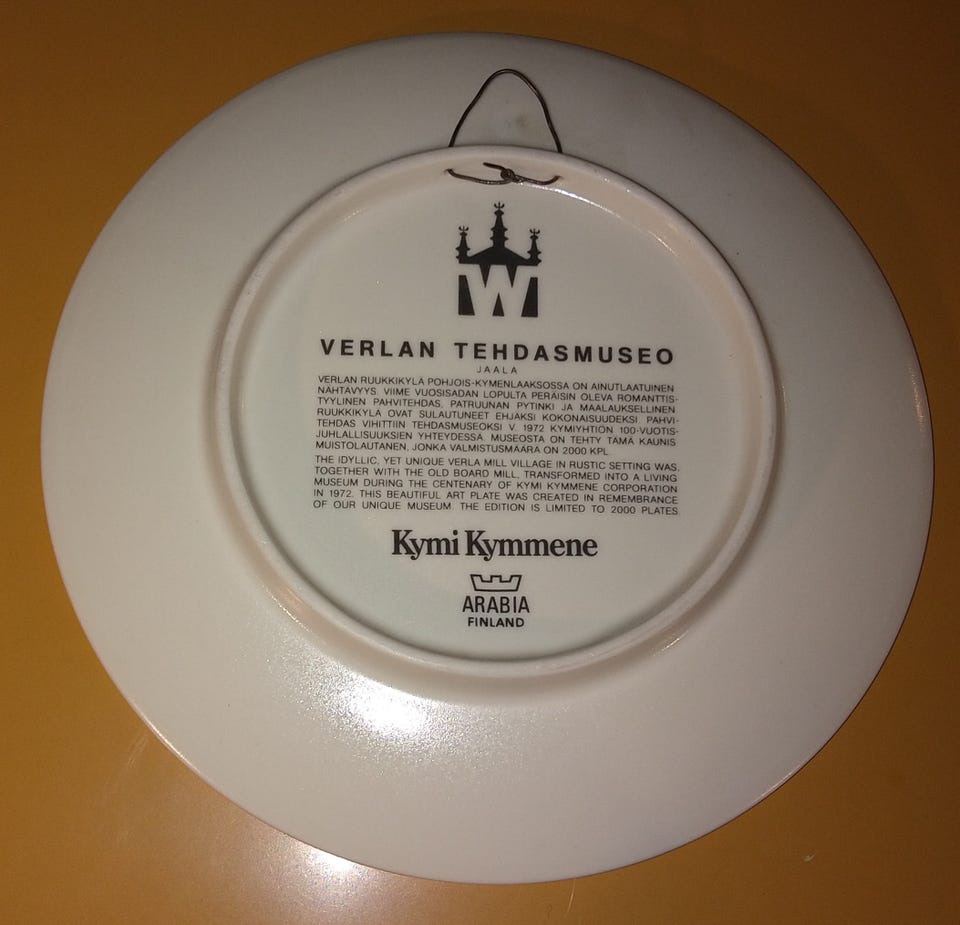 W
VERLAN TEHDASMUSEO
JAALA
VERLAN RUUKKIKYLÄ POHJOIS-KYMENLAAKSOSSA ON AINUTLAATUINEN
NÄHTÄVYYS. VIIME VUOSISADAN LOPULTA PERÄISIN OLEVA ROMANTTIS-
TYYLINEN PAHVITEHDAS, PATRUUNAN PYTINKI JA MAALAUKSELLINEN
RUUKKIKYLÄ OVAT SULAUTUNEET EHJÄKSI KOKONAISUUDEKSI. PAHVI-
TEHDAS VIHITTIIN TEHDASMUSEOKSI V. 1972 KYMIYHTIÖN 100-VUOTIS-
JUHLALLISUUKSIEN YHTEYDESSÄ. MUSEOSTA ON TEHTY TÄMÄ KAUNIS
MUISTOLAUTANEN, JONKA VALMISTUSMÄÄRÄ ON 2000 KPL.
THE IDYLLIC, YET UNIQUE VERLA MILL VILLAGE IN RUSTIC SETTING WAS,
TOGETHER WITH THE OLD BOARD MILL, TRANSFORMED INTO A LIVING
MUSEUM DURING THE CENTENARY OF KYMI KYMMENE CORPORATION
IN 1972. THIS BEAUTIFUL ART PLATE WAS CREATED IN REMEMBRANCE
OF OUR UNIQUE MUSEUM. THE EDITION IS LIMITED TO 2000 PLATES
Kymi Kymmene
ARABIA
FINLAND